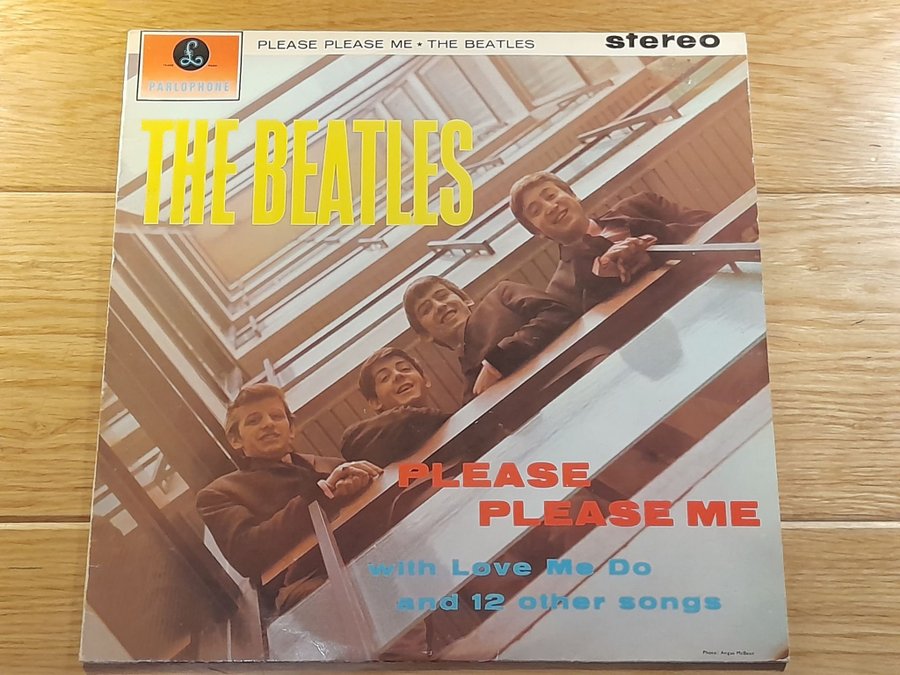 PLEASE PLEASE ME ★ THE BEATLES
stereo
£
PARLOPHONE
THE BEATLES
PLEASE
PLEASE ME
with Love Me Do
and 12 other songs
Photo: Angus McBean